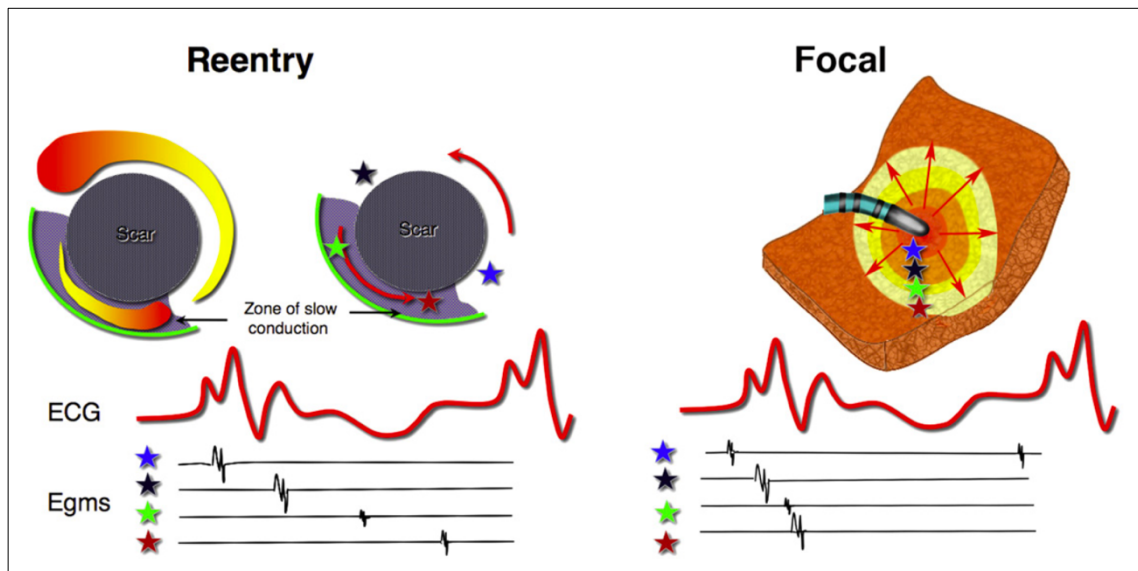 Reentry
Focal
Scar
Scar
Zone of slow
conduction
ECG
Egms